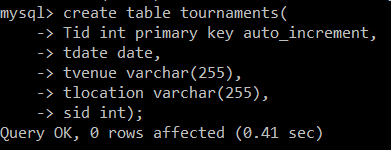 mysql> create table tournaments(
    -> Tid int primary key auto_increment,
    -> tdate date,
    -> tvenue varchar(255),
    -> tlocation varchar(255),
    -> sid int);
Query OK, 0 rows affected (0.41 sec)